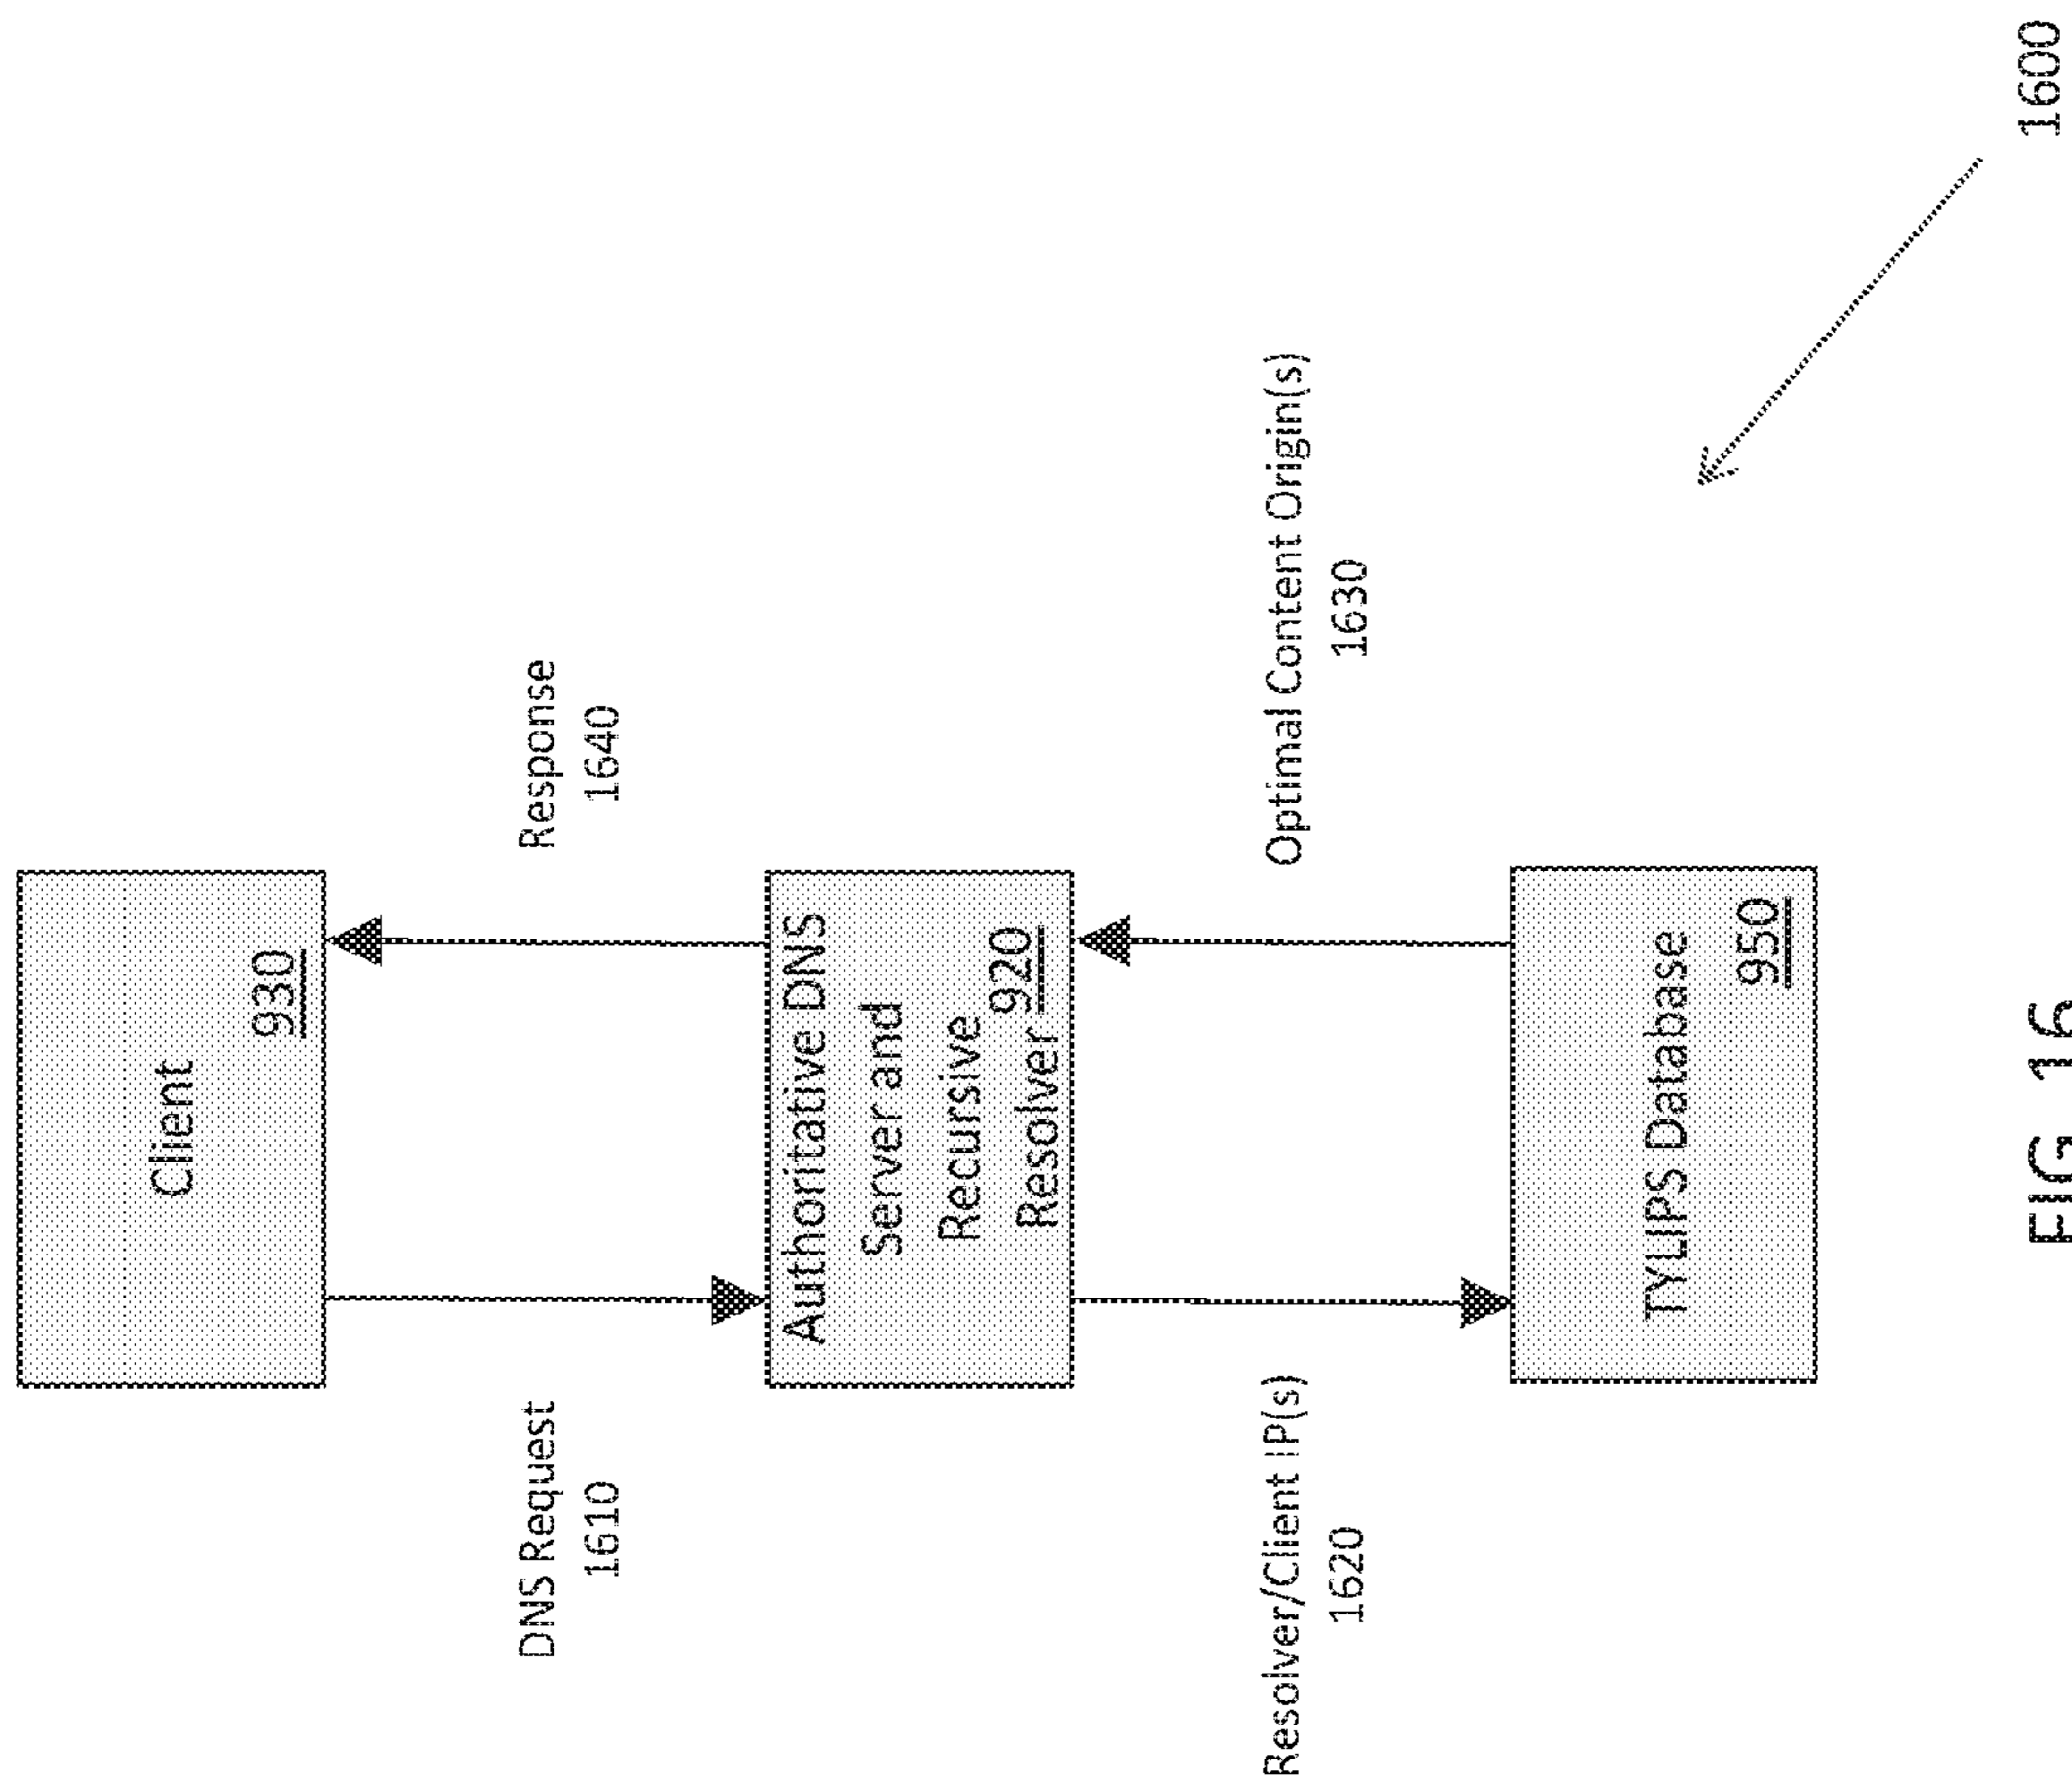 Client
930
DNS Request
1610
Response
1640
Authoritative DNS
Server and
Recursive
Resolver 920
Resolver/Client IP(s)
1620
Optimal Content Origin(s)
1630
TYLIPS Database
950
1600
FIG. 16